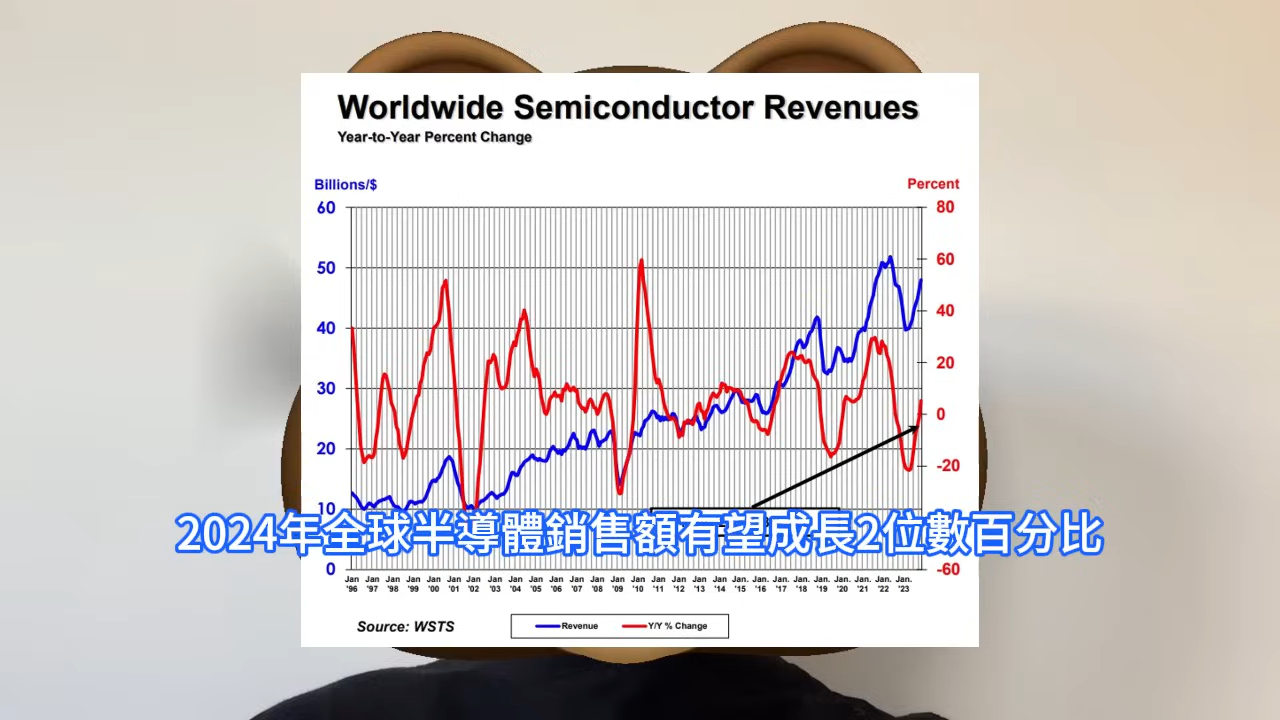 Worldwide Semiconductor Revenues
Year-to-Year Percent Change
Billions/$ Percent
60 80
50 60
40 40
30 20
20 0
10 -20
0 -60
2024年全球半導體銷售額有望成長2位數百分比
Jan Jan Jan Jan Jan Jan Jan Jan Jan Jan Jan Jan Jan Jan Jan Jan Jan Jan Jan Jan. Jan. Jan. Jan. Jan. Jan. Jan. Jan. Jan.
'96 '97 '98 '99 '00 '01 '02 '03 '04 '05 '06 '07 '08 '09 '10 '11 '12 '13 '14 '15 '16 '17 '18 '19 '20 '21 '22 '23
Source: WSTS
Revenue Y/Y % Change